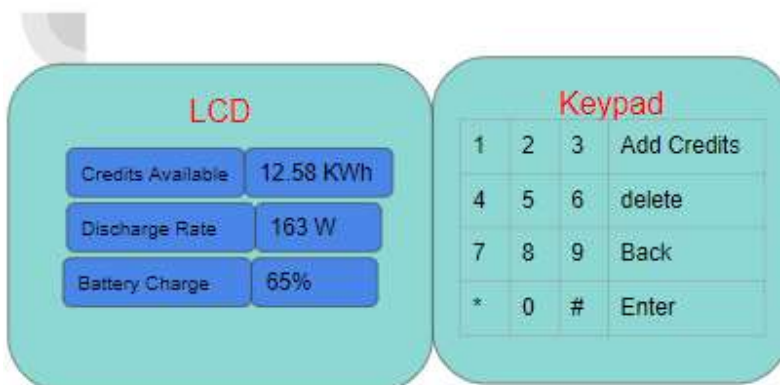 LCD
Credits Available 12.58 KWh
Discharge Rate 163 W
Battery Charge 65%
Keypad
1 2 3 Add Credits
4 5 6 delete
7 8 9 Back
* 0 # Enter